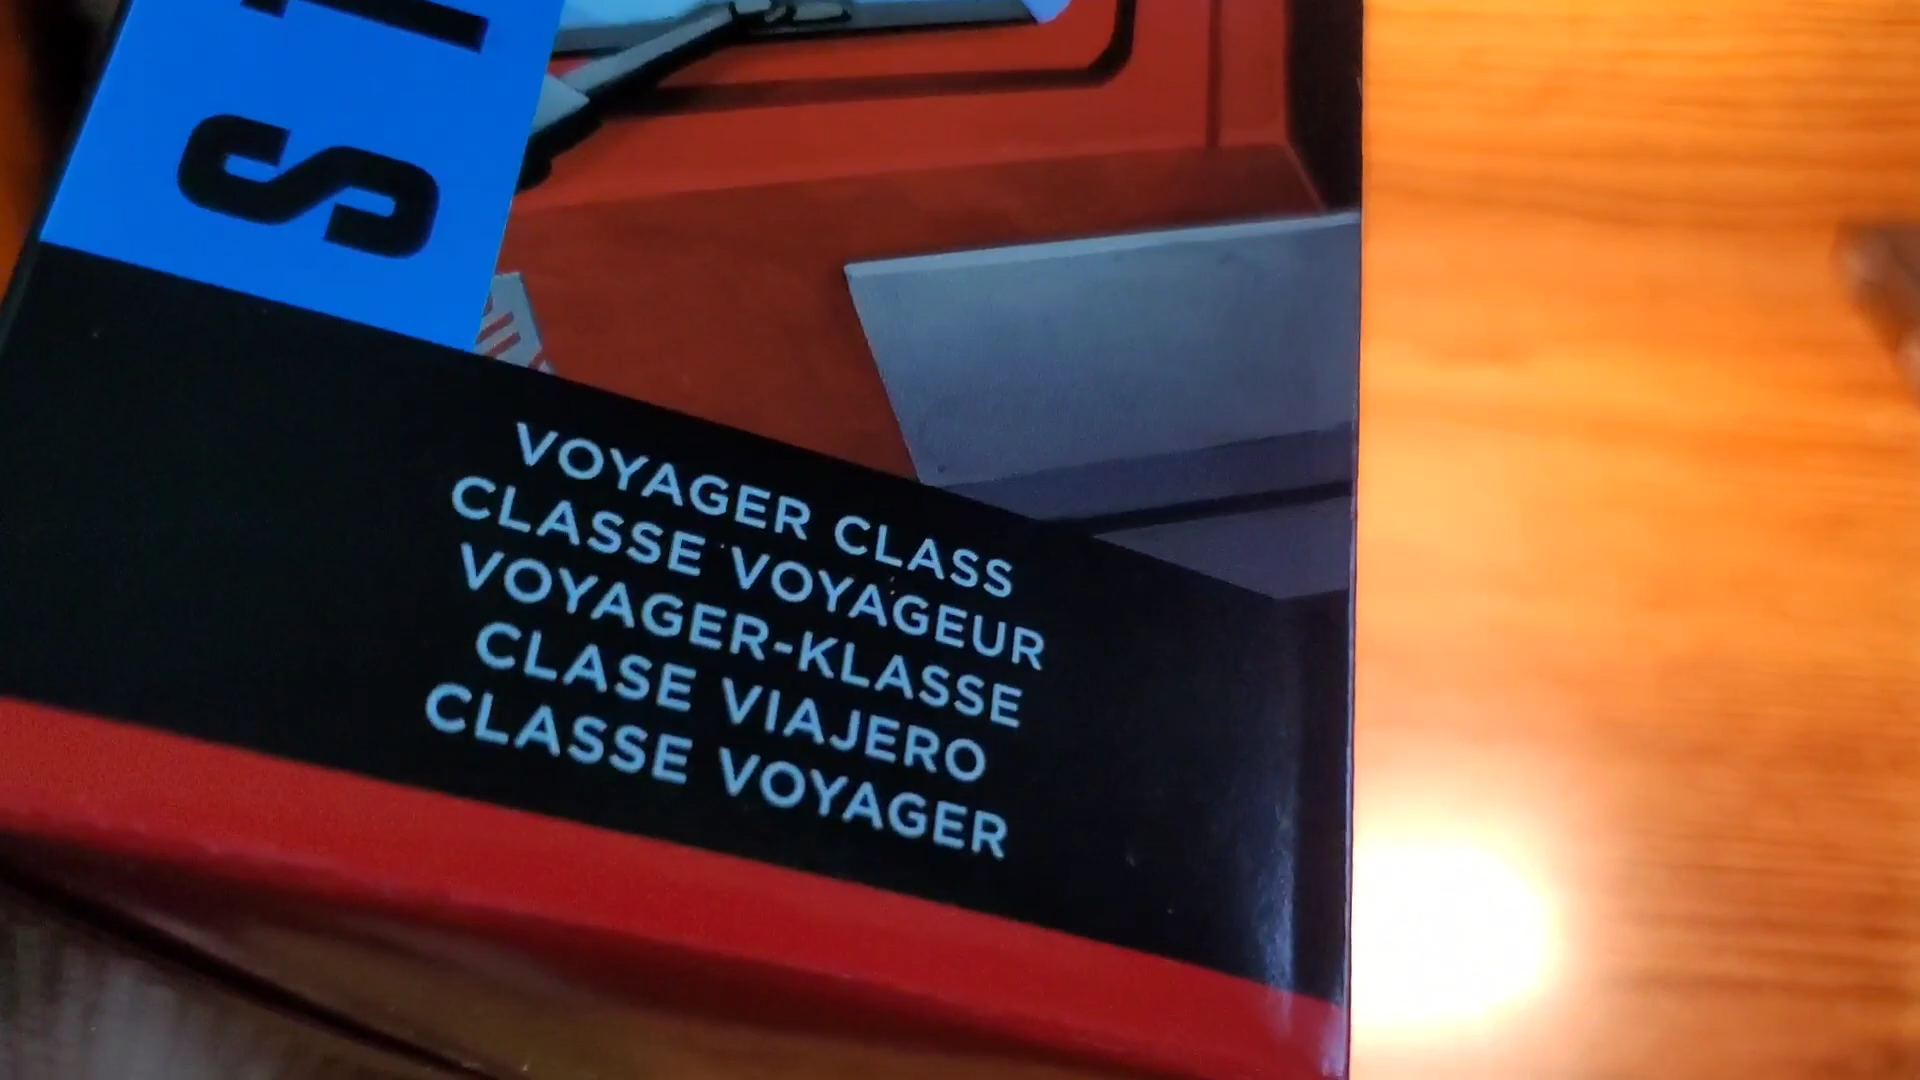 VOYAGER CLASS
CLASSE VOYAGEUR
VOYAGER-KLASSE
CLASE VIAJERO
CLASSE VOYAGER